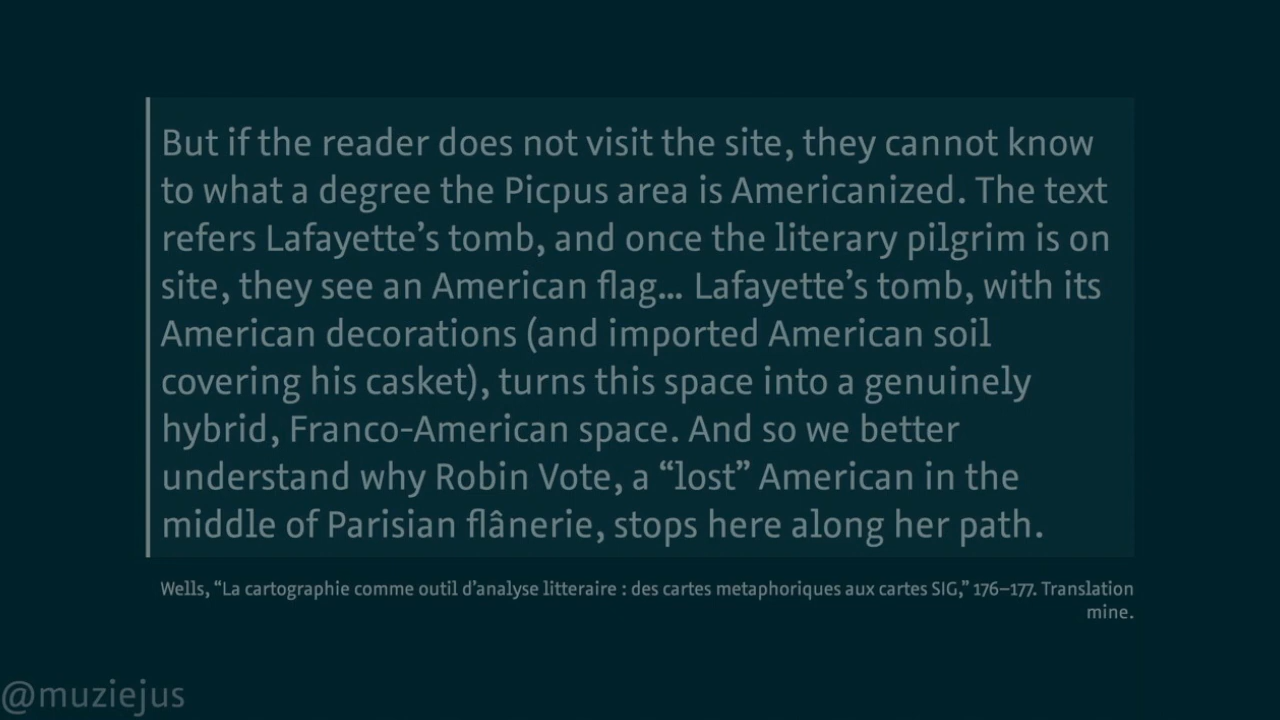 But if the reader does not visit the site, they cannot know
to what a degree the Picpus area is Americanized. The text
refers Lafayette’s tomb, and once the literary pilgrim is on
site, they see an American flag… Lafayette’s tomb, with its
American decorations (and imported American soil
covering his casket), turns this space into a genuinely
hybrid, Franco-American space. And so we better
understand why Robin Vote, a “lost” American in the
middle of Parisian flânerie, stops here along her path.
Wells, “La cartographie comme outil d’analyse litteraire : des cartes metaphoriques aux cartes SIG,” 176–177. Translation
mine.
@muziejus